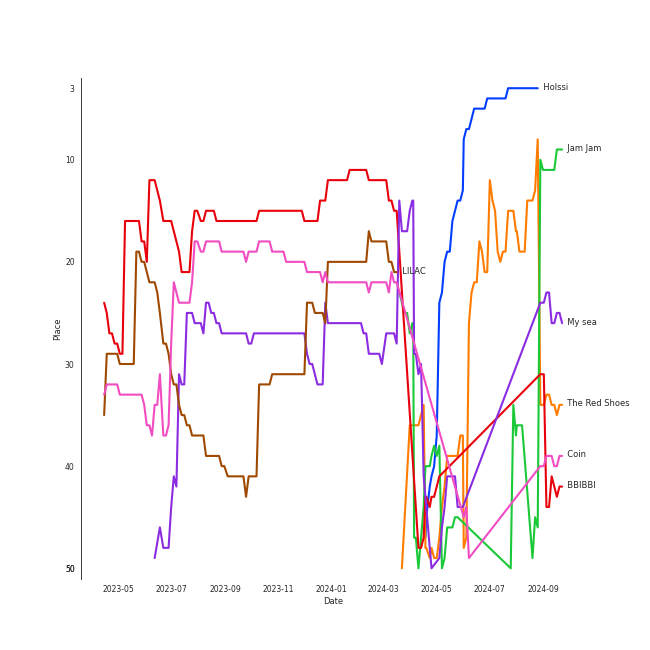 3
Holssi
Jam Jam
10
20
LILAC
Place
My sea
30
The Red Shoes
Coin
40
BBIBBI
50
2023-05 2023-07 2023-09 2023-11 2024-01 2024-03 2024-05 2024-07 2024-09
Date